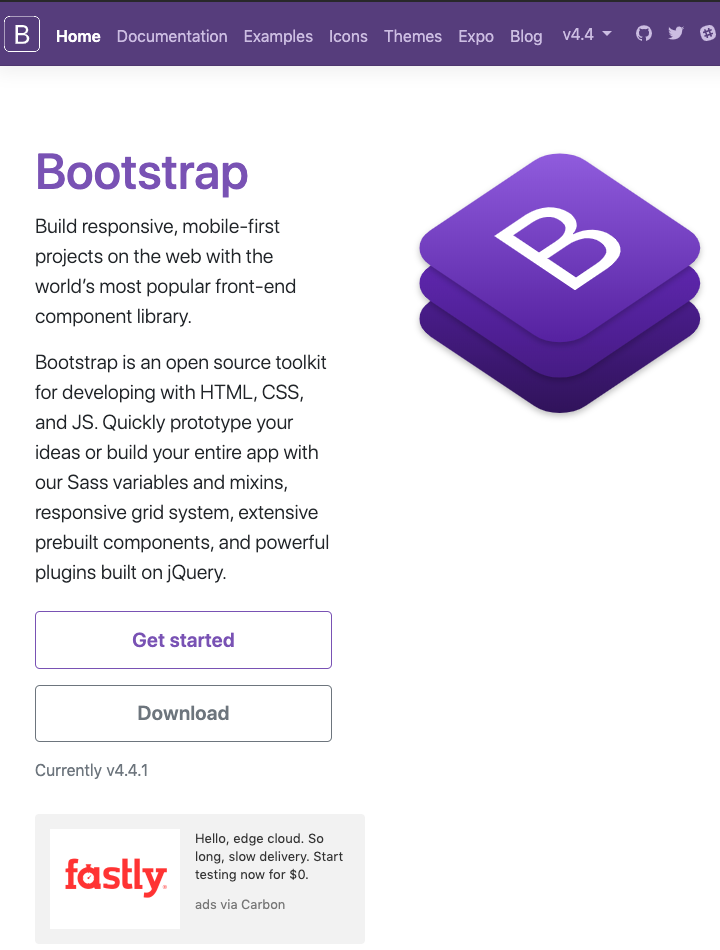 B Home Documentation Examples Icons Themes Expo Blog v4.4
Bootstrap
B
Build responsive, mobile-first
projects on the web with the
world’s most popular front-end
component library.
Bootstrap is an open source toolkit
for developing with HTML, CSS,
and JS. Quickly prototype your
ideas or build your entire app with
our Sass variables and mixins,
responsive grid system, extensive
prebuilt components, and powerful
plugins built on jQuery.
Get started
Download
Currently v4.4.1
fastly®
Hello, edge cloud. So
long, slow delivery. Start
testing now for $0.
ads via Carbon